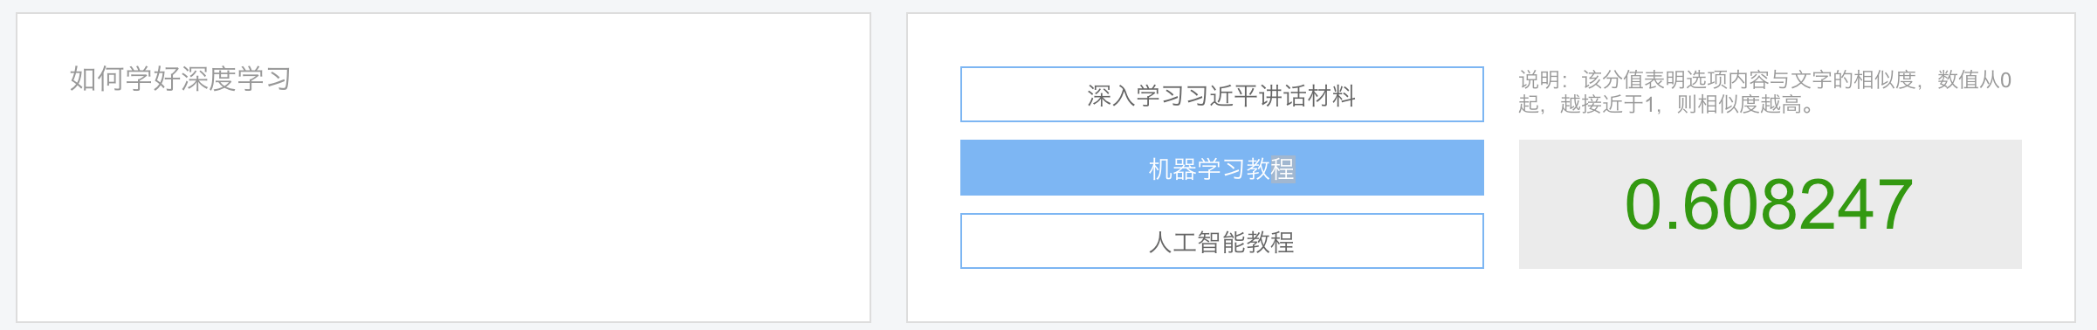 如何学好深度学习
深入学习习近平讲话材料
机器学习教程
人工智能教程
说明：该分值表明选项内容与文字的相似度，数值从0
起，越接近于1，则相似度越高。
0.608247